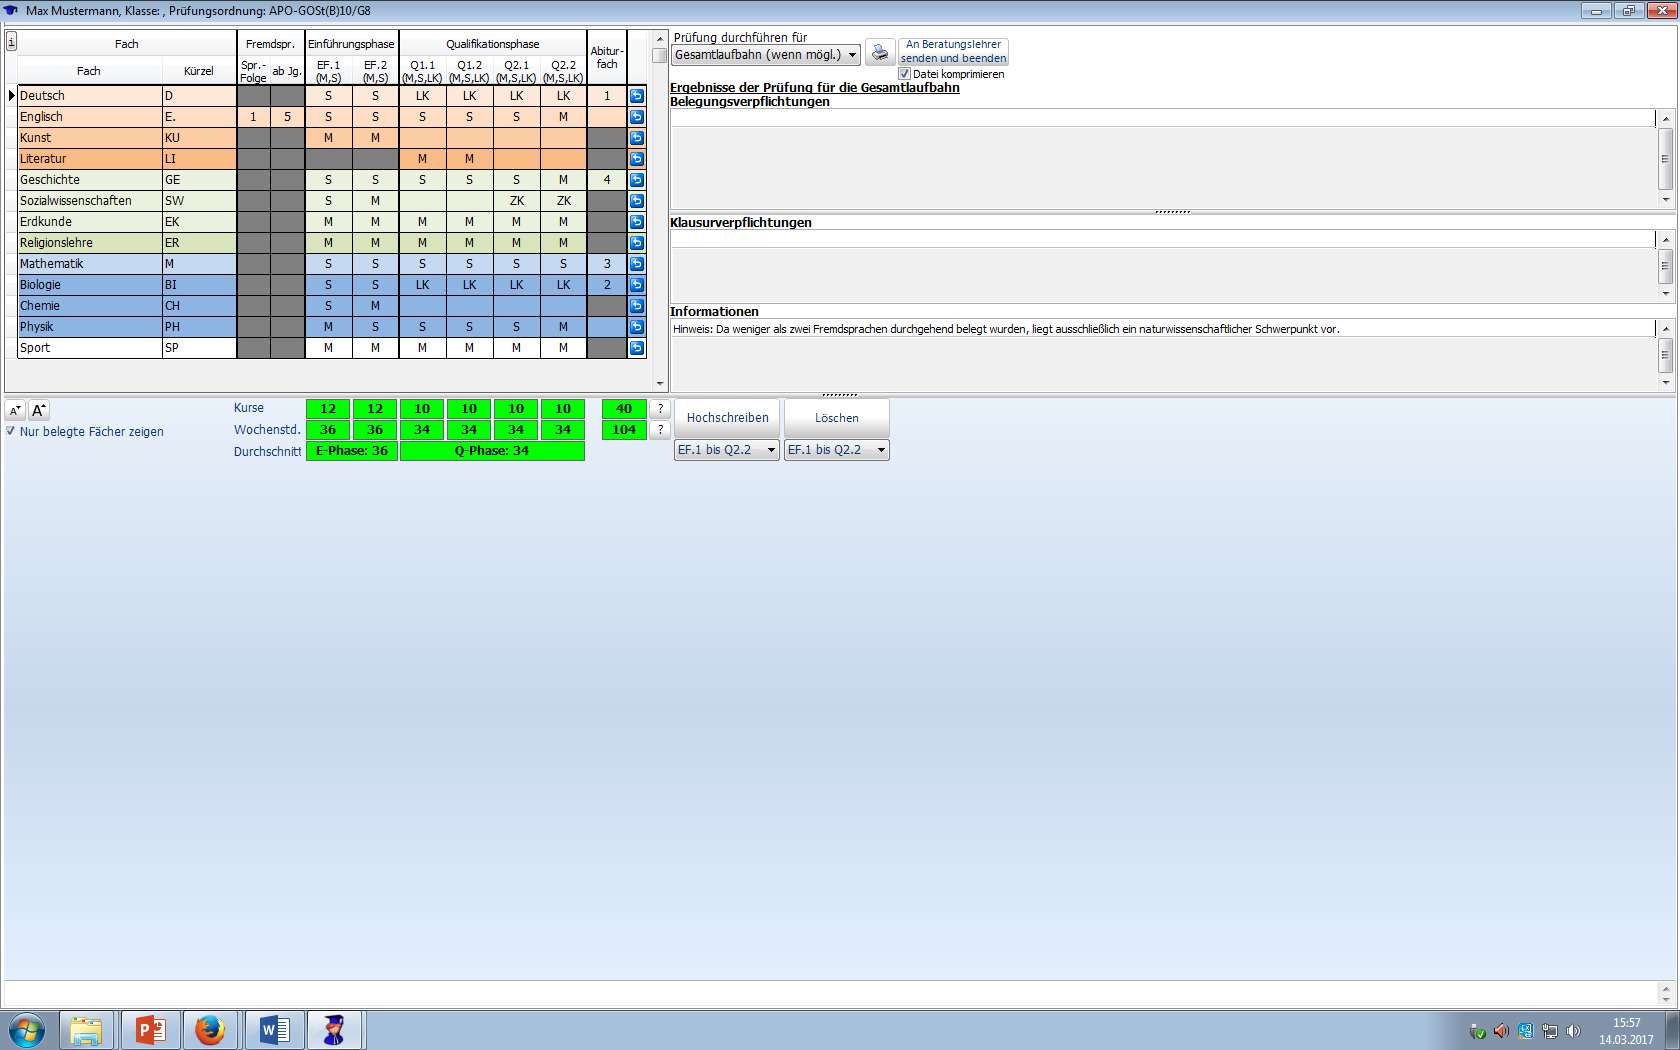 Max Mustermann, Klasse: , Prüfungsordnung: APO-GOSt(B)10/G8
i Fach Fremdspr. Einführungsphase Qualifikationsphase Abitur-fach
Fach Kürzel Spr.-Folge ab Jg. EF.1 (M,S) EF.2 (M,S) Q1.1 (M,S,LK) Q1.2 (M,S,LK) Q2.1 (M,S,LK) Q2.2 (M,S,LK)
Deutsch D S S LK LK LK LK 1
Englisch E. 1 5 S S S S S M
Kunst KU M M
Literatur LI M M
Geschichte GE S S S S S M 4
Sozialwissenschaften SW S M ZK ZK
Erdkunde EK M M M M M M
Religionslehre ER M M M M M M
Mathematik M S S S S S S 3
Biologie BI S S LK LK LK LK 2
Chemie CH S M
Physik PH M S S S S M
Sport SP M M M M M M
Prüfung durchführen für
Gesamtlaufbahn (wenn mögl.)
An Beratungslehrer
senden und beenden
Datei komprimieren
Ergebnisse der Prüfung für die Gesamtlaufbahn
Belegungsverpflichtungen
Klausurverpflichtungen
Informationen
Hinweis: Da weniger als zwei Fremdsprachen durchgehend belegt wurden, liegt ausschließlich ein naturwissenschaftlicher Schwerpunkt vor.
A A
Nur belegte Fächer zeigen
Kurse 12 12 10 10 10 10 40 ?
Wochenstd. 36 36 34 34 34 34 104 ?
Durchschnitt E-Phase: 36 Q-Phase: 34
Hochschreiben Löschen
EF.1 bis Q2.2 EF.1 bis Q2.2
15:57
14.03.2017